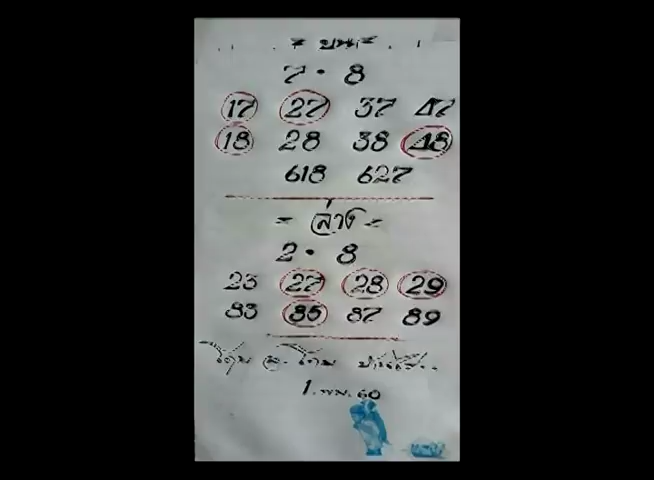 = บน =
7 · 8
17 27 37 47
18 28 38 48
618 627
= ล่าง =
2 · 8
23 27 28 29
83 85 87 89
1. พ.ย. 60